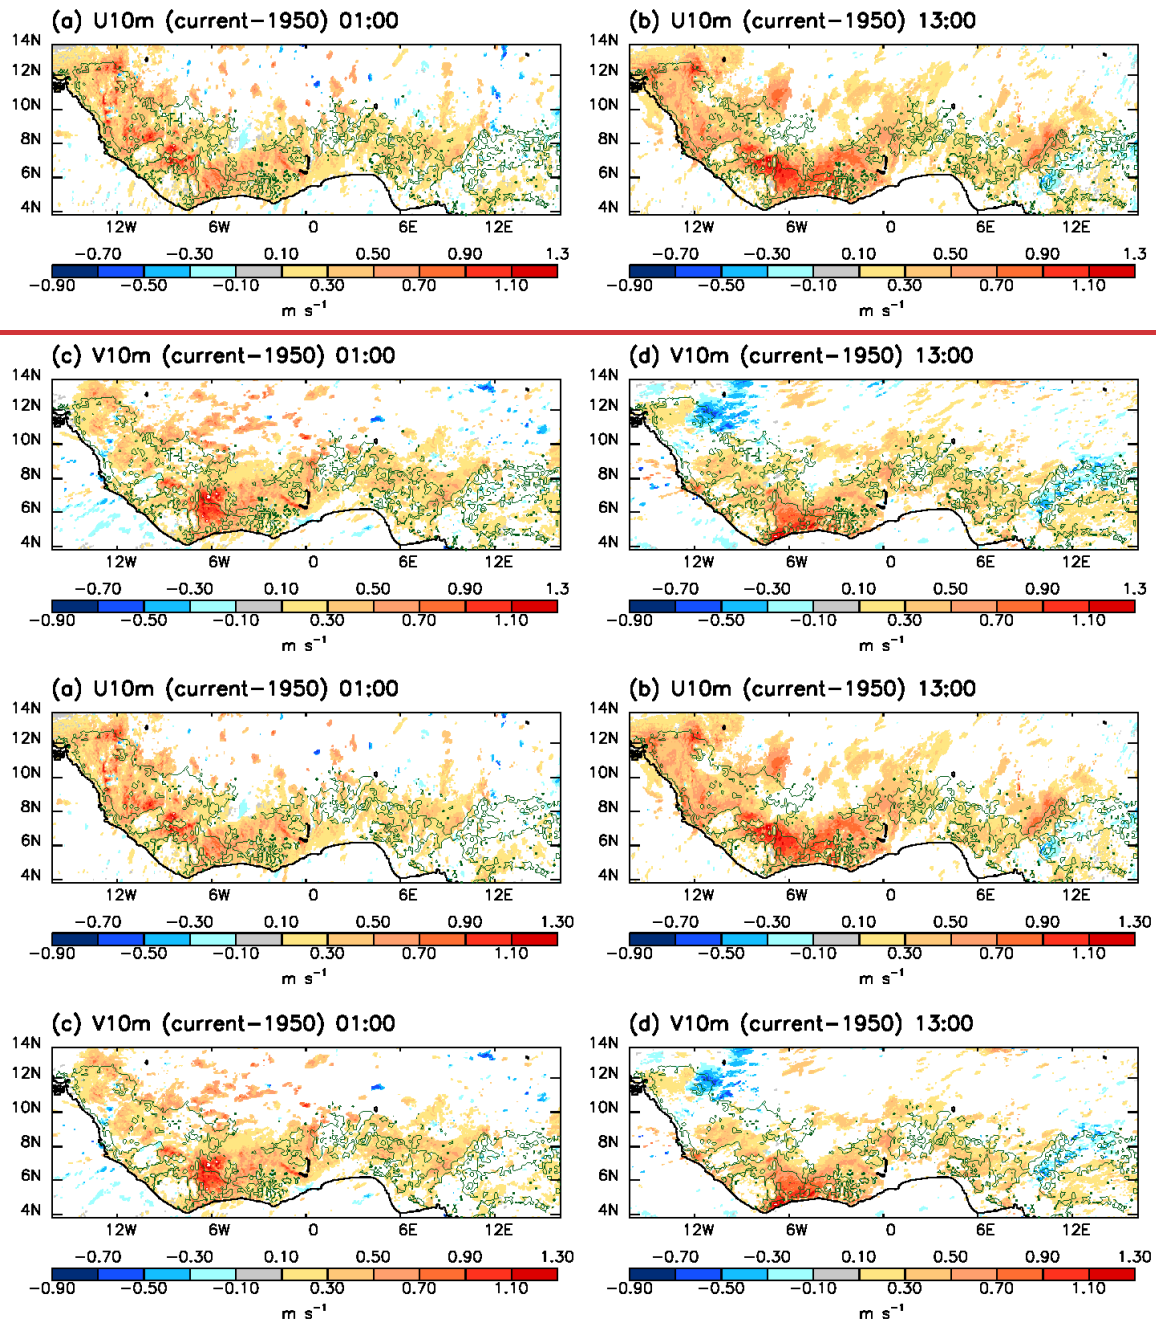 (a) U10m (current−1950) 01:00 (b) U10m (current−1950) 13:00
14N 14N
12N 12N
10N 10N
8N 8N
6N 6N
4N 4N
12W 6W 0 6E 12E 12W 6W 0 6E 12E
−0.70 −0.30 0.10 0.50 0.90 1.3 −0.70 −0.30 0.10 0.50 0.90 1.3
−0.90 −0.50 −0.10 0.30 0.70 1.10 −0.90 −0.50 −0.10 0.30 0.70 1.10
m s⁻¹ m s⁻¹
(c) V10m (current−1950) 01:00 (d) V10m (current−1950) 13:00
14N 14N
12N 12N
10N 10N
8N 8N
6N 6N
4N 4N
12W 6W 0 6E 12E 12W 6W 0 6E 12E
−0.70 −0.30 0.10 0.50 0.90 1.3 −0.70 −0.30 0.10 0.50 0.90 1.3
−0.90 −0.50 −0.10 0.30 0.70 1.10 −0.90 −0.50 −0.10 0.30 0.70 1.10
m s⁻¹ m s⁻¹
(a) U10m (current−1950) 01:00 (b) U10m (current−1950) 13:00
14N 14N
12N 12N
10N 10N
8N 8N
6N 6N
4N 4N
12W 6W 0 6E 12E 12W 6W 0 6E 12E
−0.70 −0.30 0.10 0.50 0.90 1.30 −0.70 −0.30 0.10 0.50 0.90 1.30
−0.90 −0.50 −0.10 0.30 0.70 1.10 −0.90 −0.50 −0.10 0.30 0.70 1.10
m s⁻¹ m s⁻¹
(c) V10m (current−1950) 01:00 (d) V10m (current−1950) 13:00
14N 14N
12N 12N
10N 10N
8N 8N
6N 6N
4N 4N
12W 6W 0 6E 12E 12W 6W 0 6E 12E
−0.70 −0.30 0.10 0.50 0.90 1.30 −0.70 −0.30 0.10 0.50 0.90 1.30
−0.90 −0.50 −0.10 0.30 0.70 1.10 −0.90 −0.50 −0.10 0.30 0.70 1.10
m s⁻¹ m s⁻¹